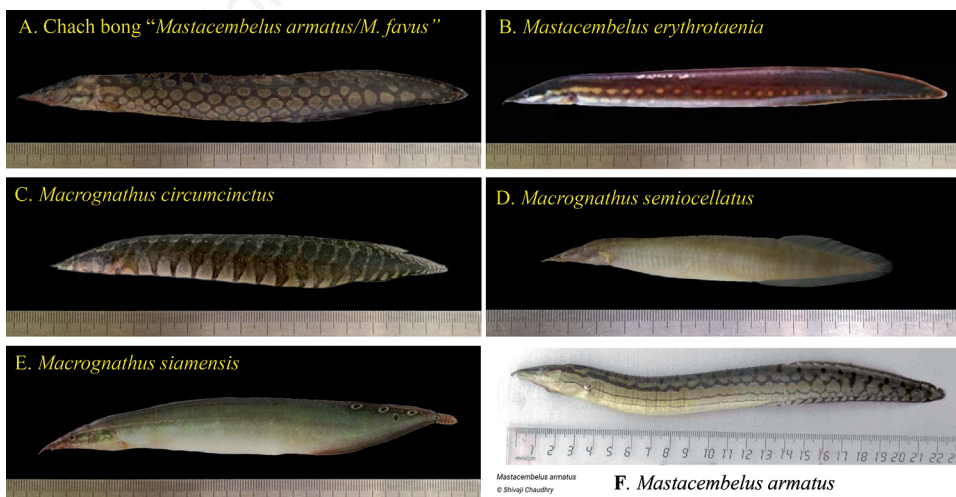 A. Chach bong “Mastacembelus armatus/M. favus”
B. Mastacembelus erythrotaenia
C. Macrognathus circumcinctus
D. Macrognathus semiocellatus
E. Macrognathus siamensis
1 2 3 4 5 6 7 8 9 10 11 12 13 14 15 16 17 18 19 20 21 22 2
Mastacembelus armatus
© Shivaji Chaudhry
F. Mastacembelus armatus